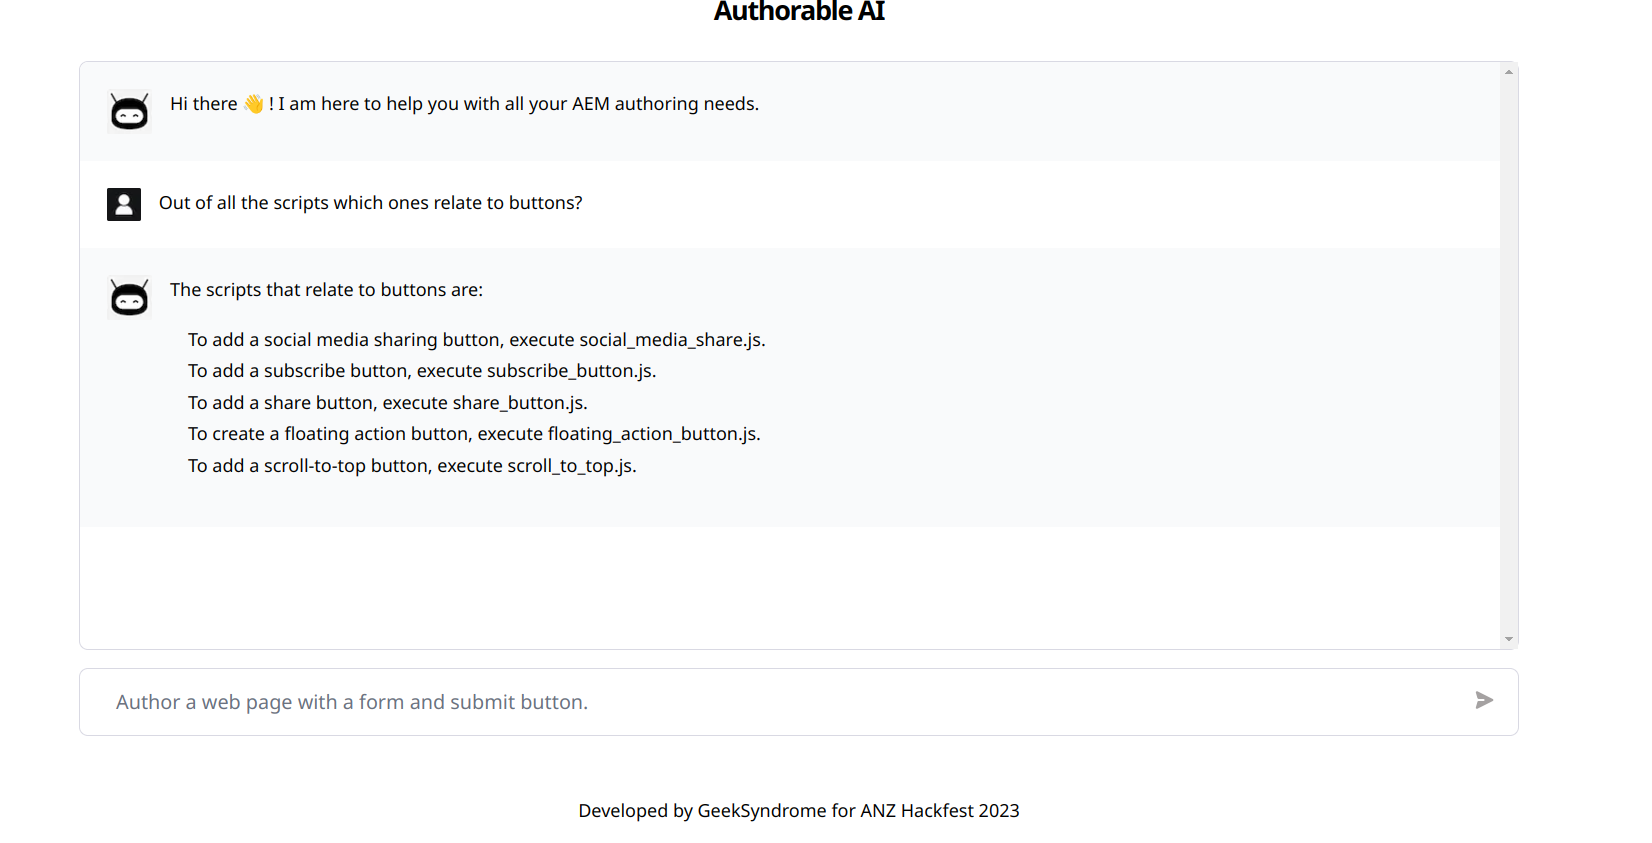 Authorable AI
Hi there 👋 ! I am here to help you with all your AEM authoring needs.
Out of all the scripts which ones relate to buttons?
The scripts that relate to buttons are:
To add a social media sharing button, execute social_media_share.js.
To add a subscribe button, execute subscribe_button.js.
To add a share button, execute share_button.js.
To create a floating action button, execute floating_action_button.js.
To add a scroll-to-top button, execute scroll_to_top.js.
Author a web page with a form and submit button.
Developed by GeekSyndrome for ANZ Hackfest 2023